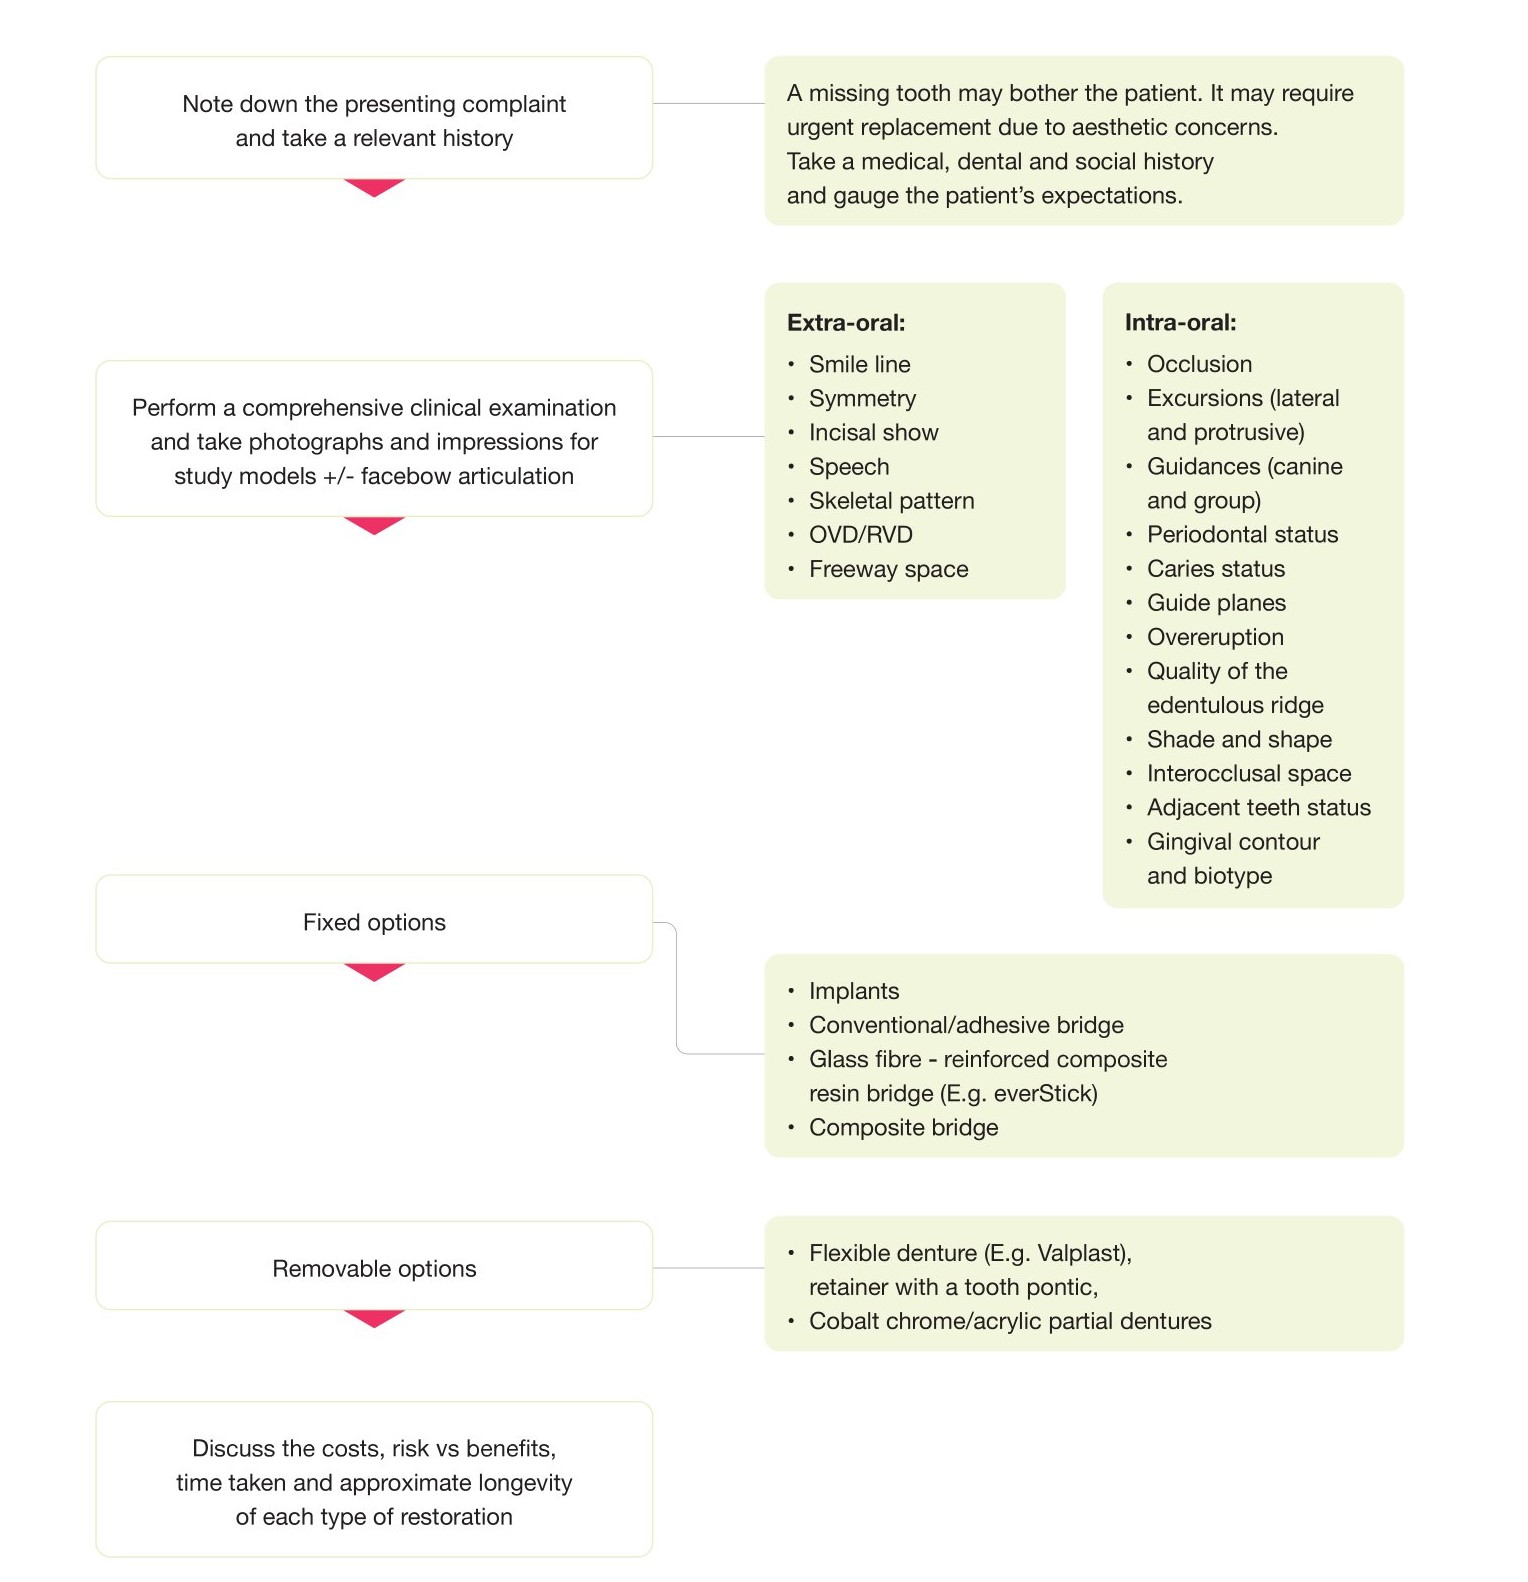 Note down the presenting complaint
and take a relevant history
A missing tooth may bother the patient. It may require
urgent replacement due to aesthetic concerns.
Take a medical, dental and social history
and gauge the patient’s expectations.
Perform a comprehensive clinical examination
and take photographs and impressions for
study models +/- facebow articulation
Extra-oral:
• Smile line
• Symmetry
• Incisal show
• Speech
• Skeletal pattern
• OVD/RVD
• Freeway space
Intra-oral:
• Occlusion
• Excursions (lateral
and protrusive)
• Guidances (canine
and group)
• Periodontal status
• Caries status
• Guide planes
• Overeruption
• Quality of the
edentulous ridge
• Shade and shape
• Interocclusal space
• Adjacent teeth status
• Gingival contour
and biotype
Fixed options
• Implants
• Conventional/adhesive bridge
• Glass fibre - reinforced composite
resin bridge (E.g. everStick)
• Composite bridge
Removable options
• Flexible denture (E.g. Valplast),
retainer with a tooth pontic,
• Cobalt chrome/acrylic partial dentures
Discuss the costs, risk vs benefits,
time taken and approximate longevity
of each type of restoration